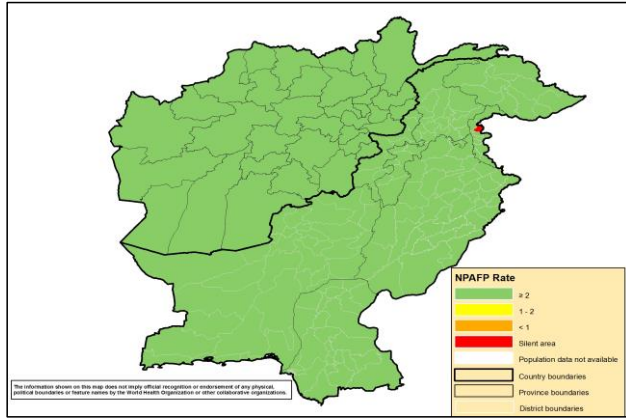 NPAFP Rate
≥ 2
1 - 2
< 1
Silent area
Population data not available
Country boundaries
Province boundaries
District boundaries
The information shown on this map does not imply official recognition or endorsement of any physical,
political boundaries or feature names by the World Health Organization or other collaborative organizations.